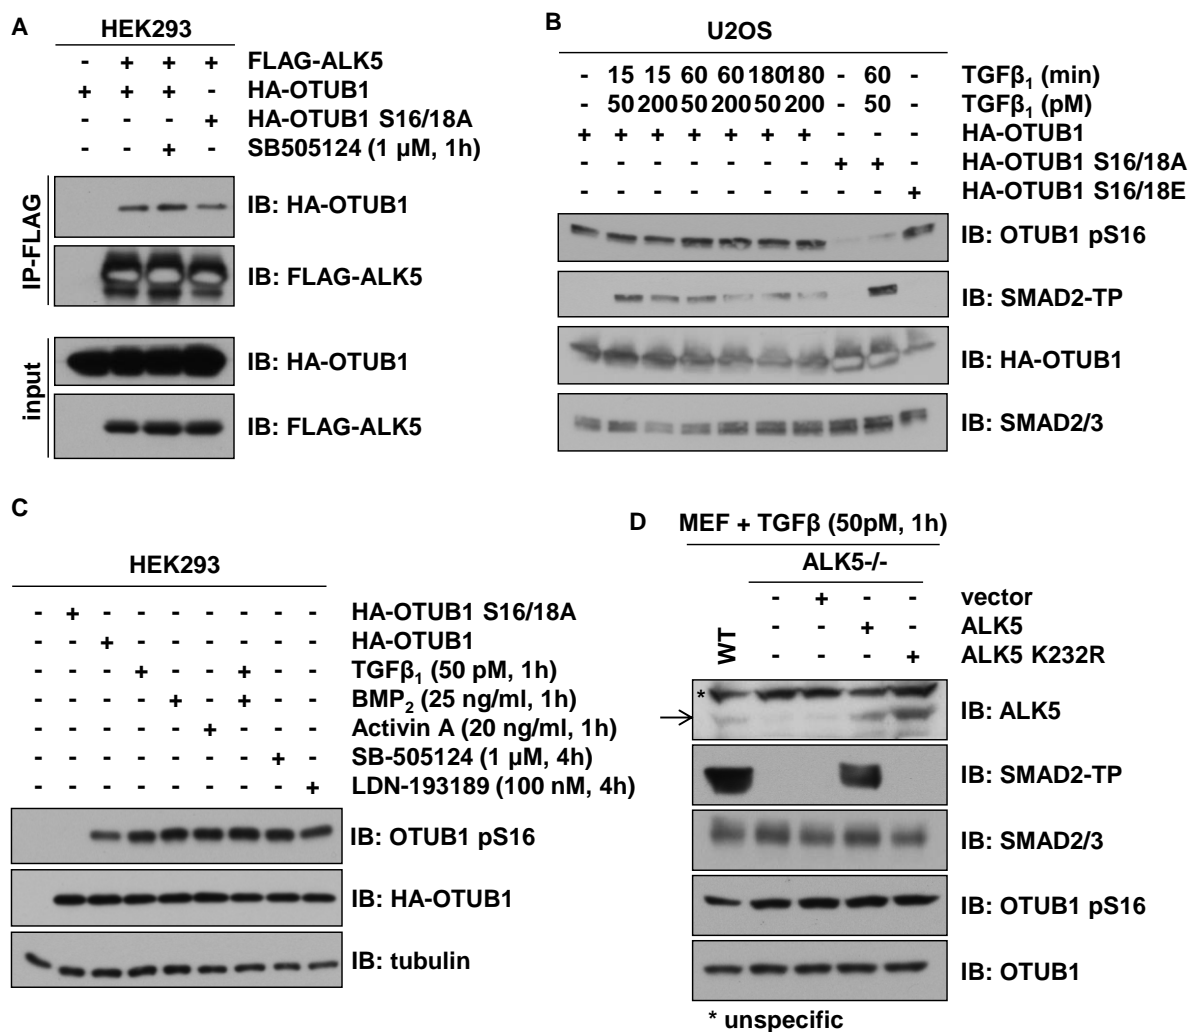 A
HEK293
- + + + FLAG-ALK5
+ + + - HA-OTUB1
- - - + HA-OTUB1 S16/18A
- - + - SB505124 (1 µM, 1h)
IP-FLAG
IB: HA-OTUB1
IB: FLAG-ALK5
input
IB: HA-OTUB1
IB: FLAG-ALK5
B
U2OS
- 15 15 60 60 180 180 - 60 - TGFβ1 (min)
- 50 200 50 200 50 200 - 50 - TGFβ1 (pM)
+ + + + + + + - - - HA-OTUB1
- - - - - - - + + - HA-OTUB1 S16/18A
- - - - - - - - - + HA-OTUB1 S16/18E
IB: OTUB1 pS16
IB: SMAD2-TP
IB: HA-OTUB1
IB: SMAD2/3
C
HEK293
- + - - - - - - - HA-OTUB1 S16/18A
- - + - - - - - - HA-OTUB1
- - - + - - + - - TGFβ1 (50 pM, 1h)
- - - - + - + - - BMP2 (25 ng/ml, 1h)
- - - - - + - - - Activin A (20 ng/ml, 1h)
- - - - - - - + - SB-505124 (1 µM, 4h)
- - - - - - - - + LDN-193189 (100 nM, 4h)
IB: OTUB1 pS16
IB: HA-OTUB1
IB: tubulin
D
MEF + TGFβ (50pM, 1h)
ALK5-/-
WT
- + - - vector
- - + - ALK5
- - - + ALK5 K232R
*
IB: ALK5
IB: SMAD2-TP
IB: SMAD2/3
IB: OTUB1 pS16
IB: OTUB1
* unspecific